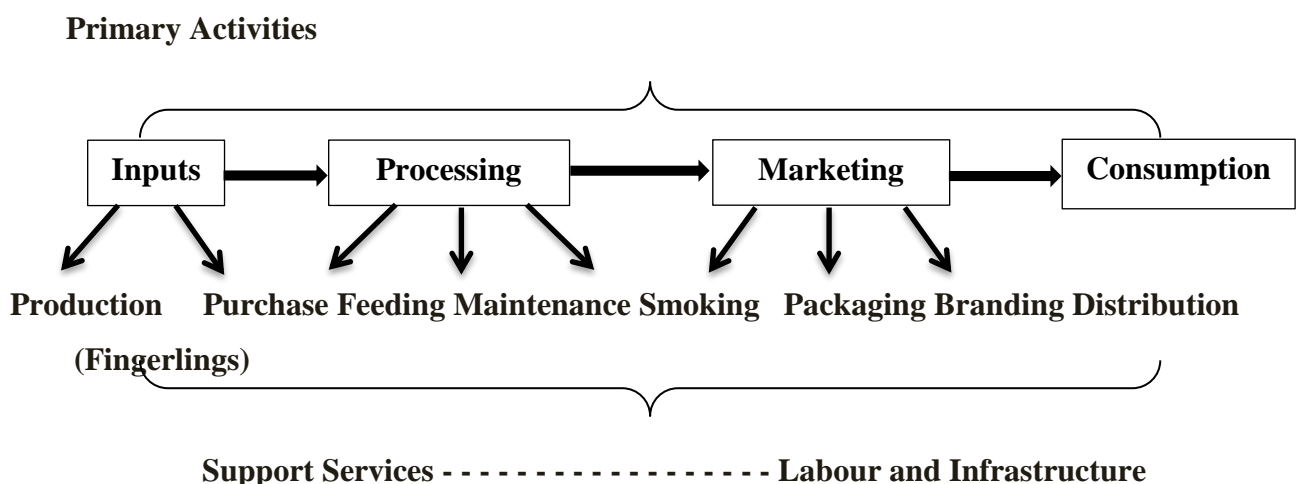 Primary Activities
Inputs Processing Marketing Consumption
Production Purchase Feeding Maintenance Smoking Packaging Branding Distribution
(Fingerlings)
Support Services - - - - - - - - - - - - - - - - - - Labour and Infrastructure